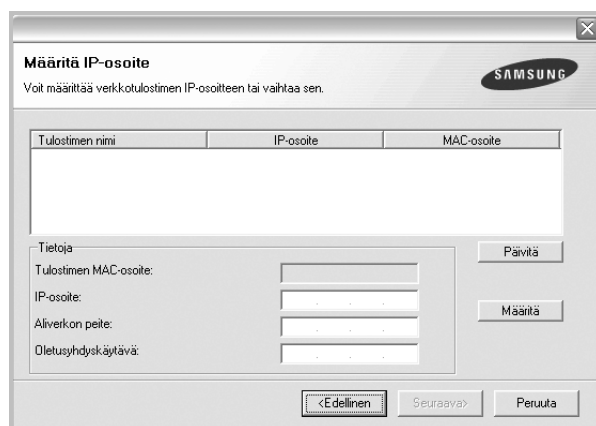 Määritä IP-osoite
Voit määrittää verkkotulostimen IP-osoitteen tai vaihtaa sen.
SAMSUNG
Tulostimen nimi IP-osoite MAC-osoite
Tietoja
Päivitä
Tulostimen MAC-osoite:
IP-osoite:
Määritä
Aliverkon peite:
Oletusyhdyskäytävä:
<Edellinen Seuraava> Peruuta